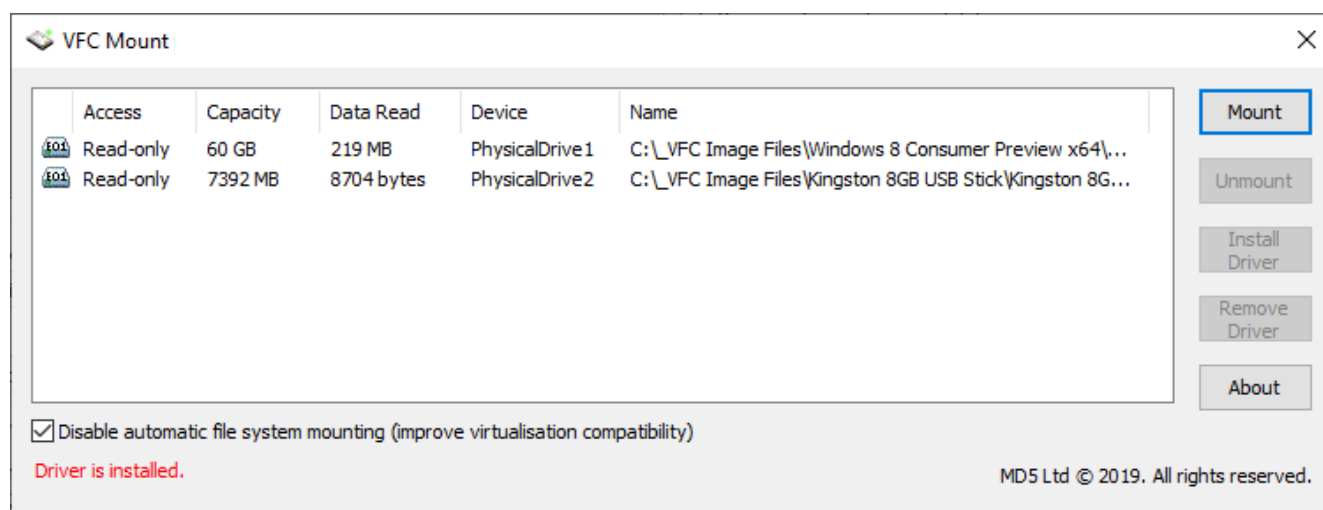 VFC Mount
Access Capacity Data Read Device Name
E01 Read-only 60 GB 219 MB PhysicalDrive1 C:\_VFC Image Files\Windows 8 Consumer Preview x64\...
E01 Read-only 7392 MB 8704 bytes PhysicalDrive2 C:\_VFC Image Files\Kingston 8GB USB Stick\Kingston 8G...
Mount
Unmount
Install
Driver
Remove
Driver
About
Disable automatic file system mounting (improve virtualisation compatibility)
Driver is installed.
MD5 Ltd © 2019. All rights reserved.